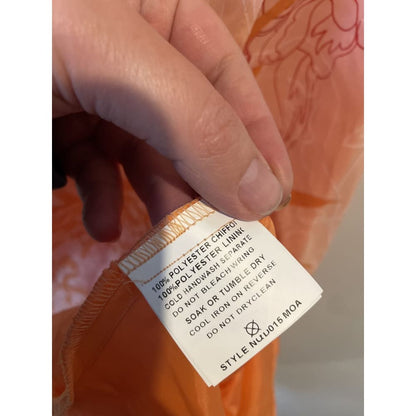 100% POLYESTER CHIFFON
100% POLYESTER LINING
COLD HANDWASH SEPARATE
DO NOT BLEACH WRING
SOAK OR TUMBLE DRY
COOL IRON ON REVERSE
DO NOT DRYCLEAN
STYLE MOA